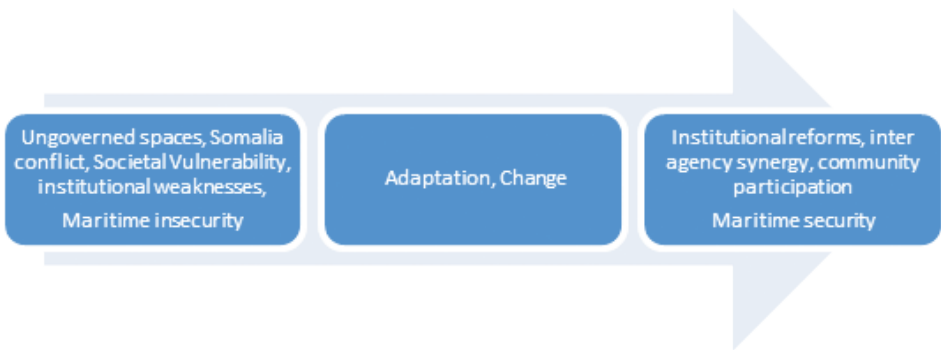 Ungoverned spaces, Somalia
conflict, Societal Vulnerability,
institutional weaknesses,
Maritime insecurity
Adaptation, Change
Institutional reforms, inter
agency synergy, community
participation
Maritime security